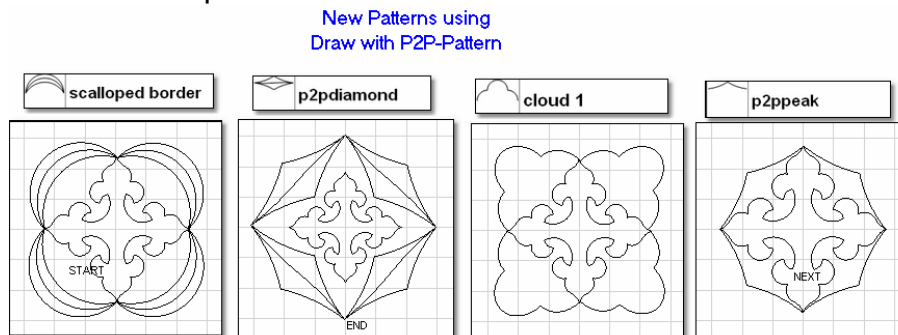 New Patterns using
Draw with P2P-Pattern
scalloped border
p2pdiamond
cloud 1
p2ppeak
START
END
NEXT